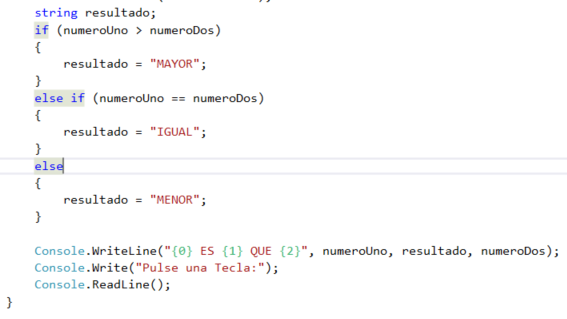 string resultado;
if (numeroUno > numeroDos)
{
resultado = "MAYOR";
}
else if (numeroUno == numeroDos)
{
resultado = "IGUAL";
}
else
{
resultado = "MENOR";
}
Console.WriteLine("{0} ES {1} QUE {2}", numeroUno, resultado, numeroDos);
Console.Write("Pulse una Tecla:");
Console.ReadLine();
}